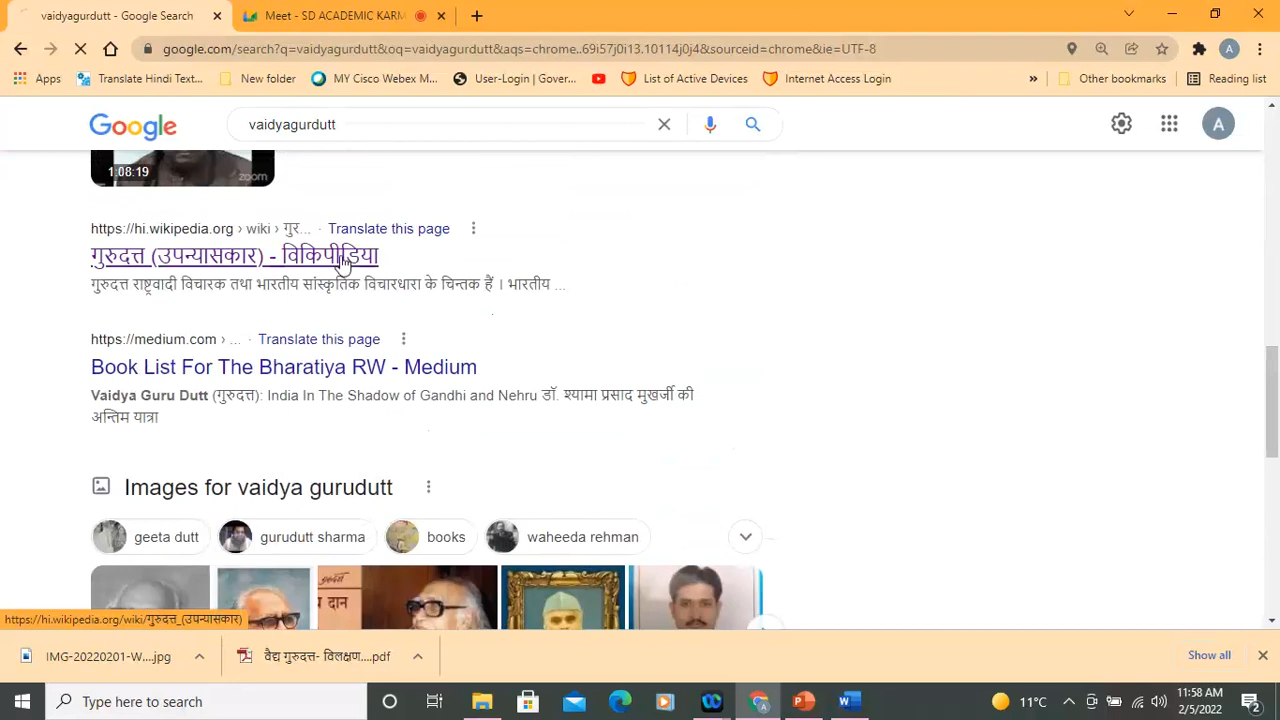 vaidyagurdutt - Google Search
Meet - SD ACADEMIC KARM
google.com/search?q=vaidyagurdutt&oq=vaidyagurdutt&aqs=chrome..69i57j0i13.10114j0j4&sourceid=chrome&ie=UTF-8
A
Apps
Translate Hindi Text...
New folder
MY Cisco Webex M...
User-Login | Gover...
List of Active Devices
Internet Access Login
»
Other bookmarks
Reading list
Google
vaidyagurdutt
A
1:08:19
zoom
https://hi.wikipedia.org › wiki › गुर... · Translate this page
गुरुदत्त (उपन्यासकार) - विकिपीडिया
गुरुदत्त राष्ट्रवादी विचारक तथा भारतीय सांस्कृतिक विचारधारा के चिन्तक हैं । भारतीय ...
https://medium.com › ... · Translate this page
Book List For The Bharatiya RW - Medium
Vaidya Guru Dutt (गुरुदत्त): India In The Shadow of Gandhi and Nehru डॉ. श्यामा प्रसाद मुखर्जी की
अन्तिम यात्रा
Images for vaidya gurudutt
geeta dutt
gurudutt sharma
books
waheeda rehman
गुरुदत्त
य दान
https://hi.wikipedia.org/wiki/गुरुदत्त_(उपन्यासकार)
IMG-20220201-W....jpg
वैद्य गुरुदत्त- विलक्षण....pdf
Show all
Type here to search
11°C
11:58 AM
2/5/2022
2